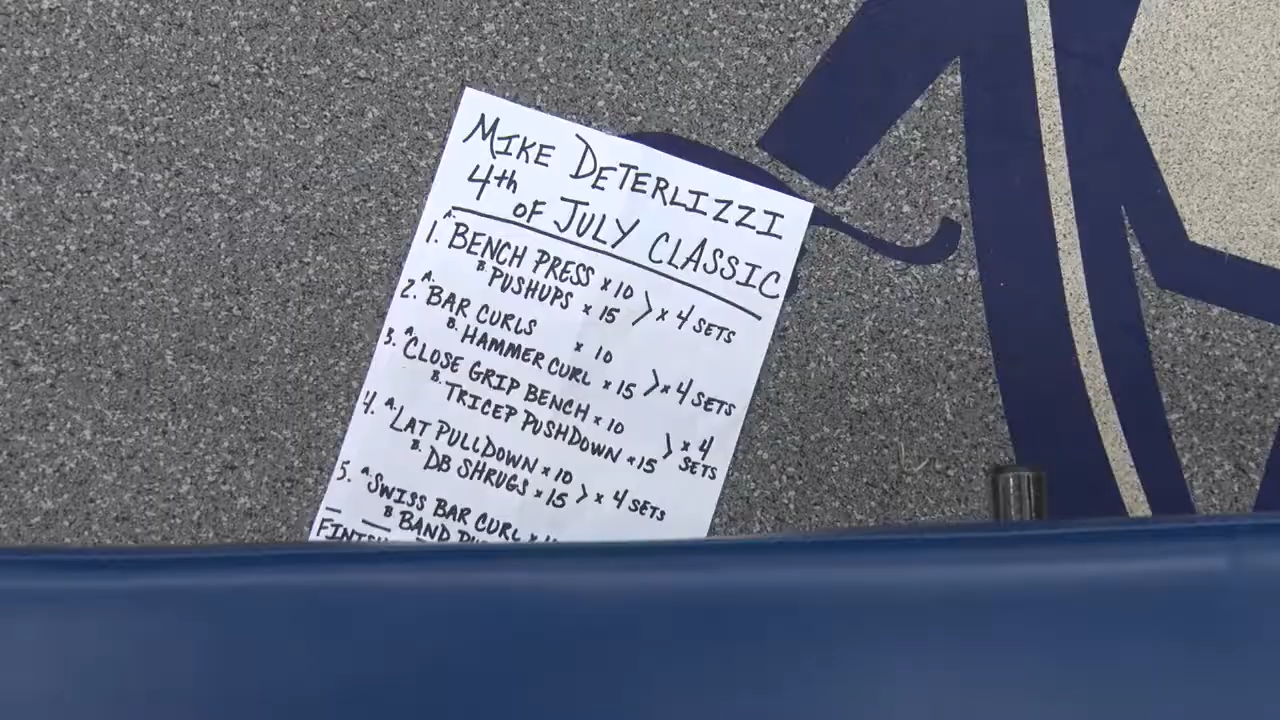 MIKE DETERLIZZI
4th OF JULY CLASSIC
1. A. BENCH PRESS x 10
B. PUSHUPS x 15 > x 4 SETS
2. A. BAR CURLS x 10
B. HAMMER CURL x 15 > x 4 SETS
3. A. CLOSE GRIP BENCH x 10
B. TRICEP PUSHDOWN x 15 > x 4 SETS
4. A. LAT PULLDOWN x 10
B. DB SHRUGS x 15 > x 4 SETS
5. A. SWISS BAR CURL x
B BAND